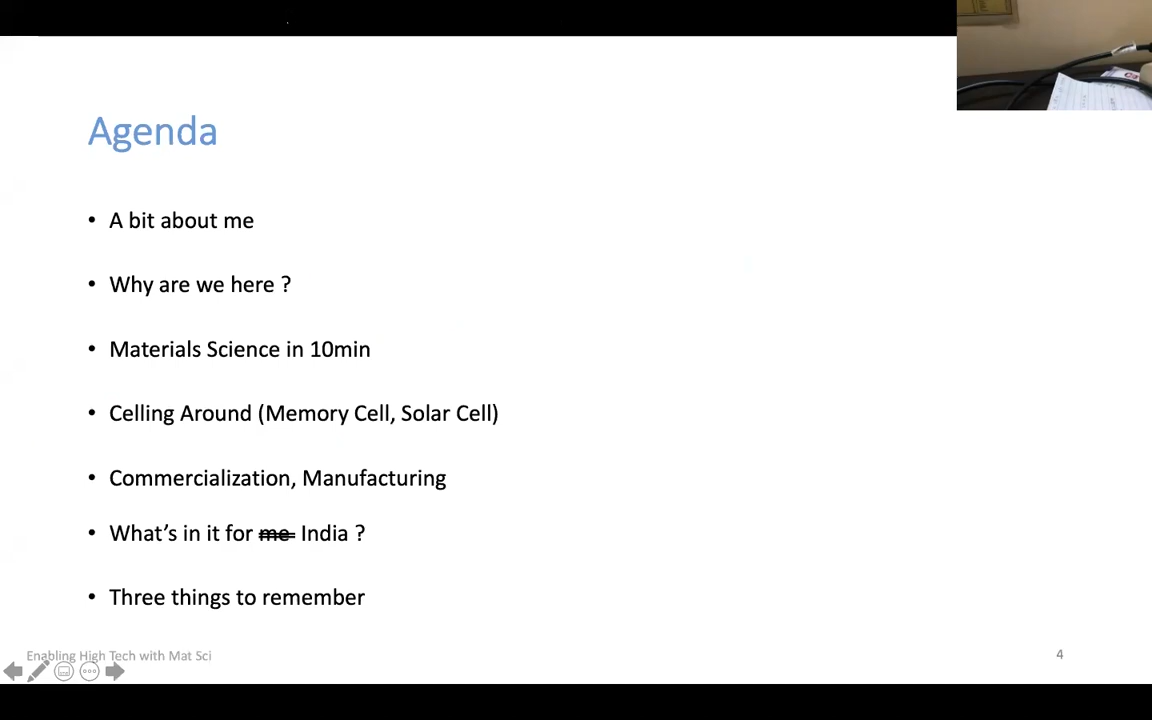 Agenda
• A bit about me
• Why are we here ?
• Materials Science in 10min
• Celling Around (Memory Cell, Solar Cell)
• Commercialization, Manufacturing
• What’s in it for me India ?
• Three things to remember
Enabling High Tech with Mat Sci
4